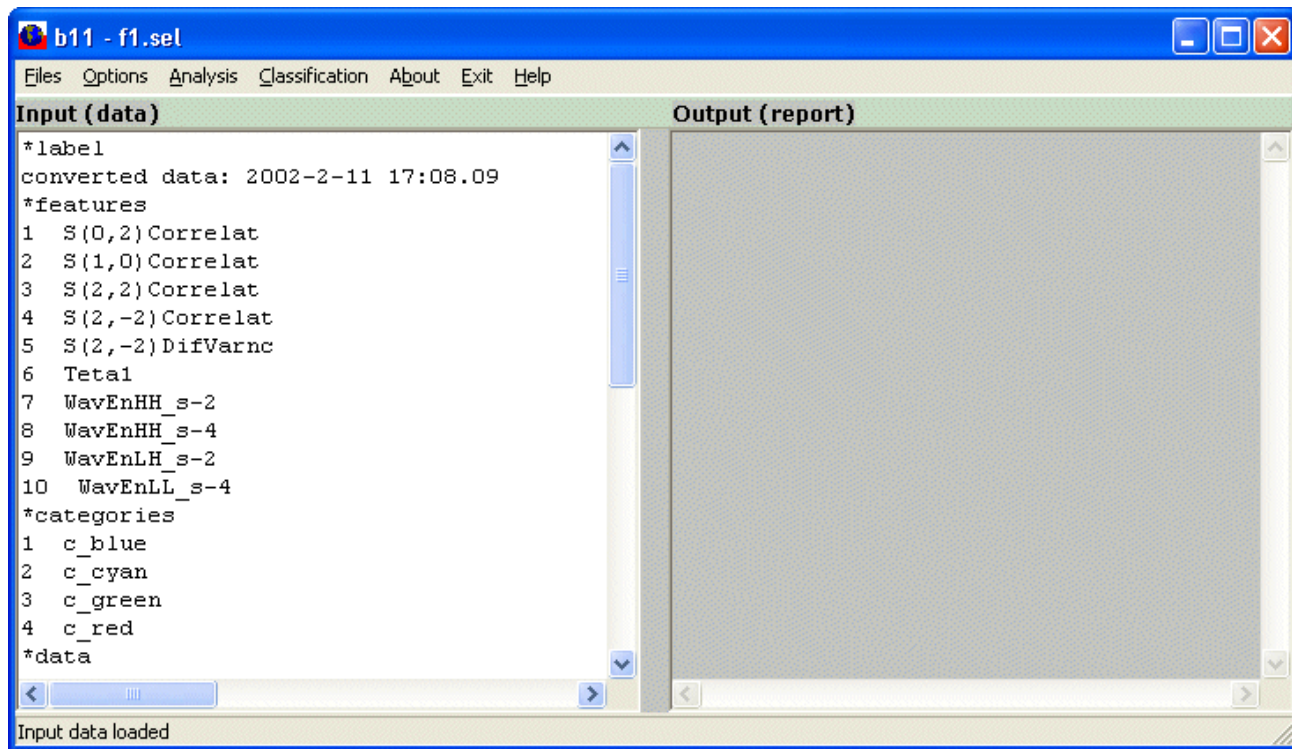 b11 - f1.sel
Files Options Analysis Classification About Exit Help
Input (data)
Output (report)
*label
converted data: 2002-2-11 17:08.09
*features
1 S(0,2)Correlat
2 S(1,0)Correlat
3 S(2,2)Correlat
4 S(2,-2)Correlat
5 S(2,-2)DifVarnc
6 Teta1
7 WavEnHH_s-2
8 WavEnHH_s-4
9 WavEnLH_s-2
10 WavEnLL_s-4
*categories
1 c_blue
2 c_cyan
3 c_green
4 c_red
*data
Input data loaded